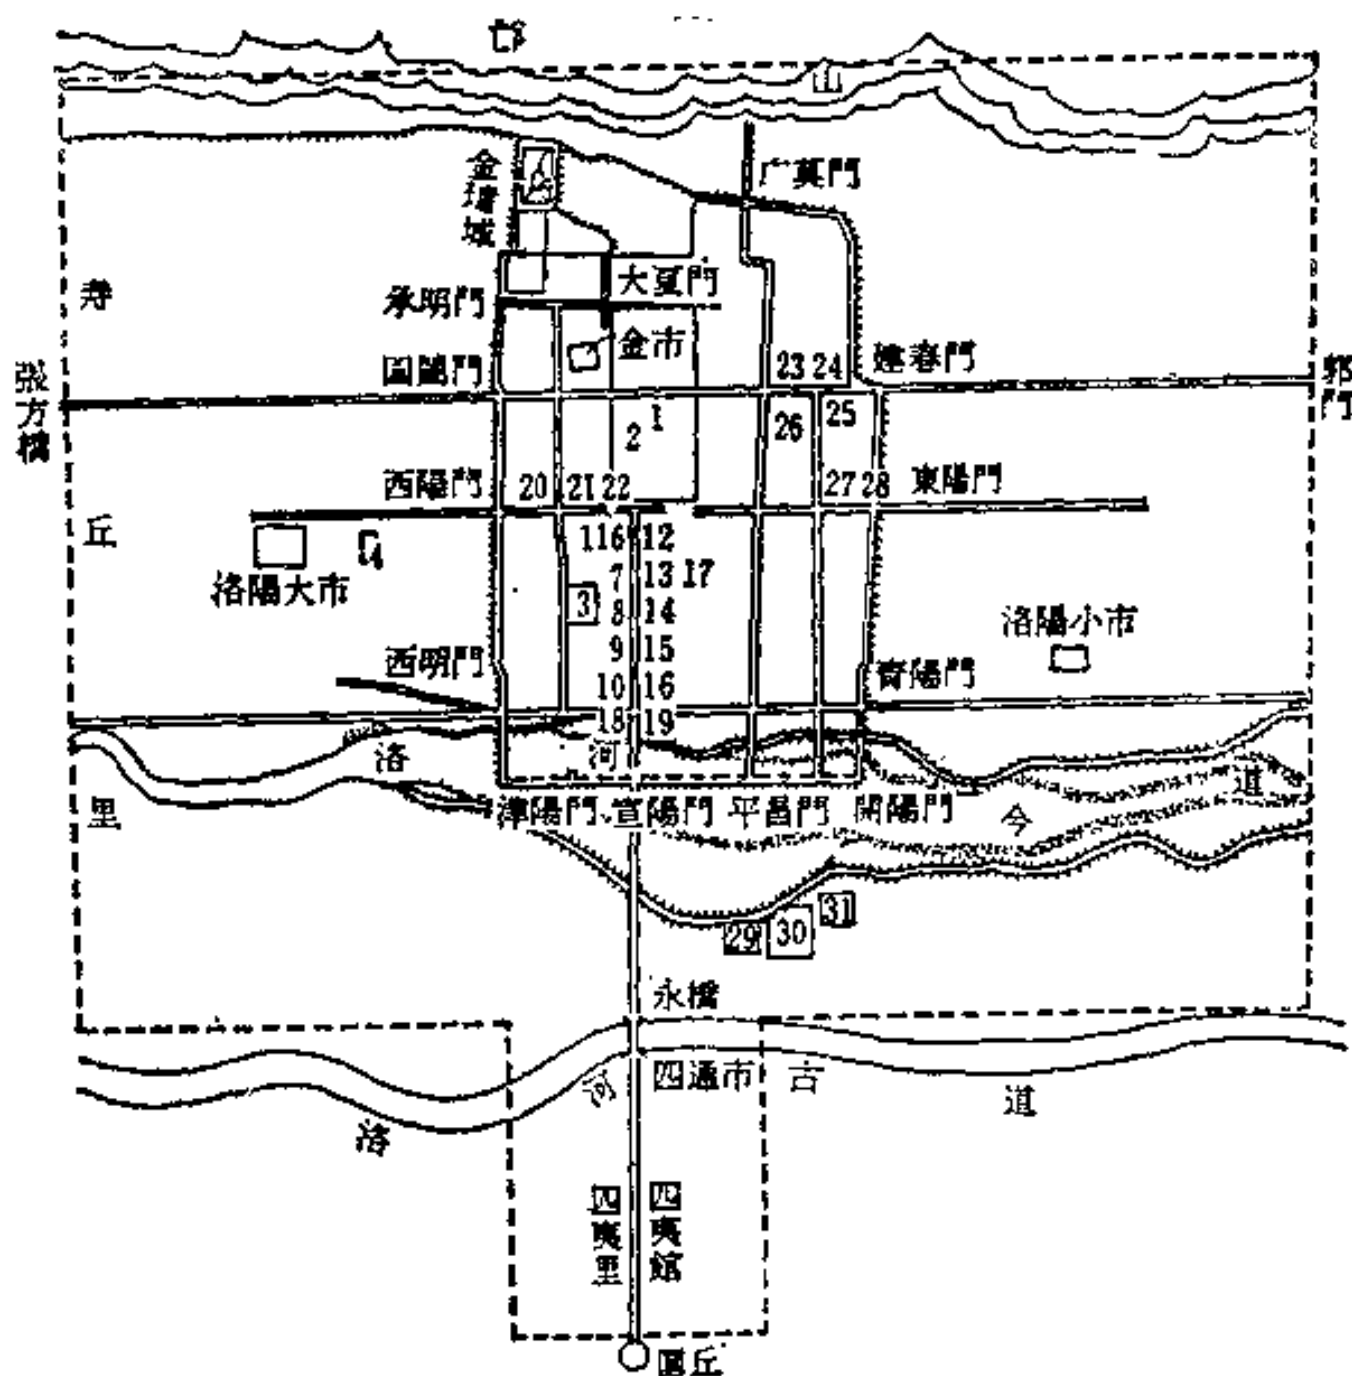 邙
山
金墉城
广莫門
大夏門
承明門
金市
寿
丘
里
張方橋
23 24
建春門
郭門
1
2
25
26
西陽門
20
21 22
27 28
東陽門
洛陽大市
4
116 12
7 13 17
3
8 14
9 15
10 16
18 19
洛陽小市
西明門
青陽門
洛
河
今
道
津陽門
宣陽門
平昌門
開陽門
29
30
31
永橋
四通市
洛
河
古
道
四夷里
四夷館
圜丘